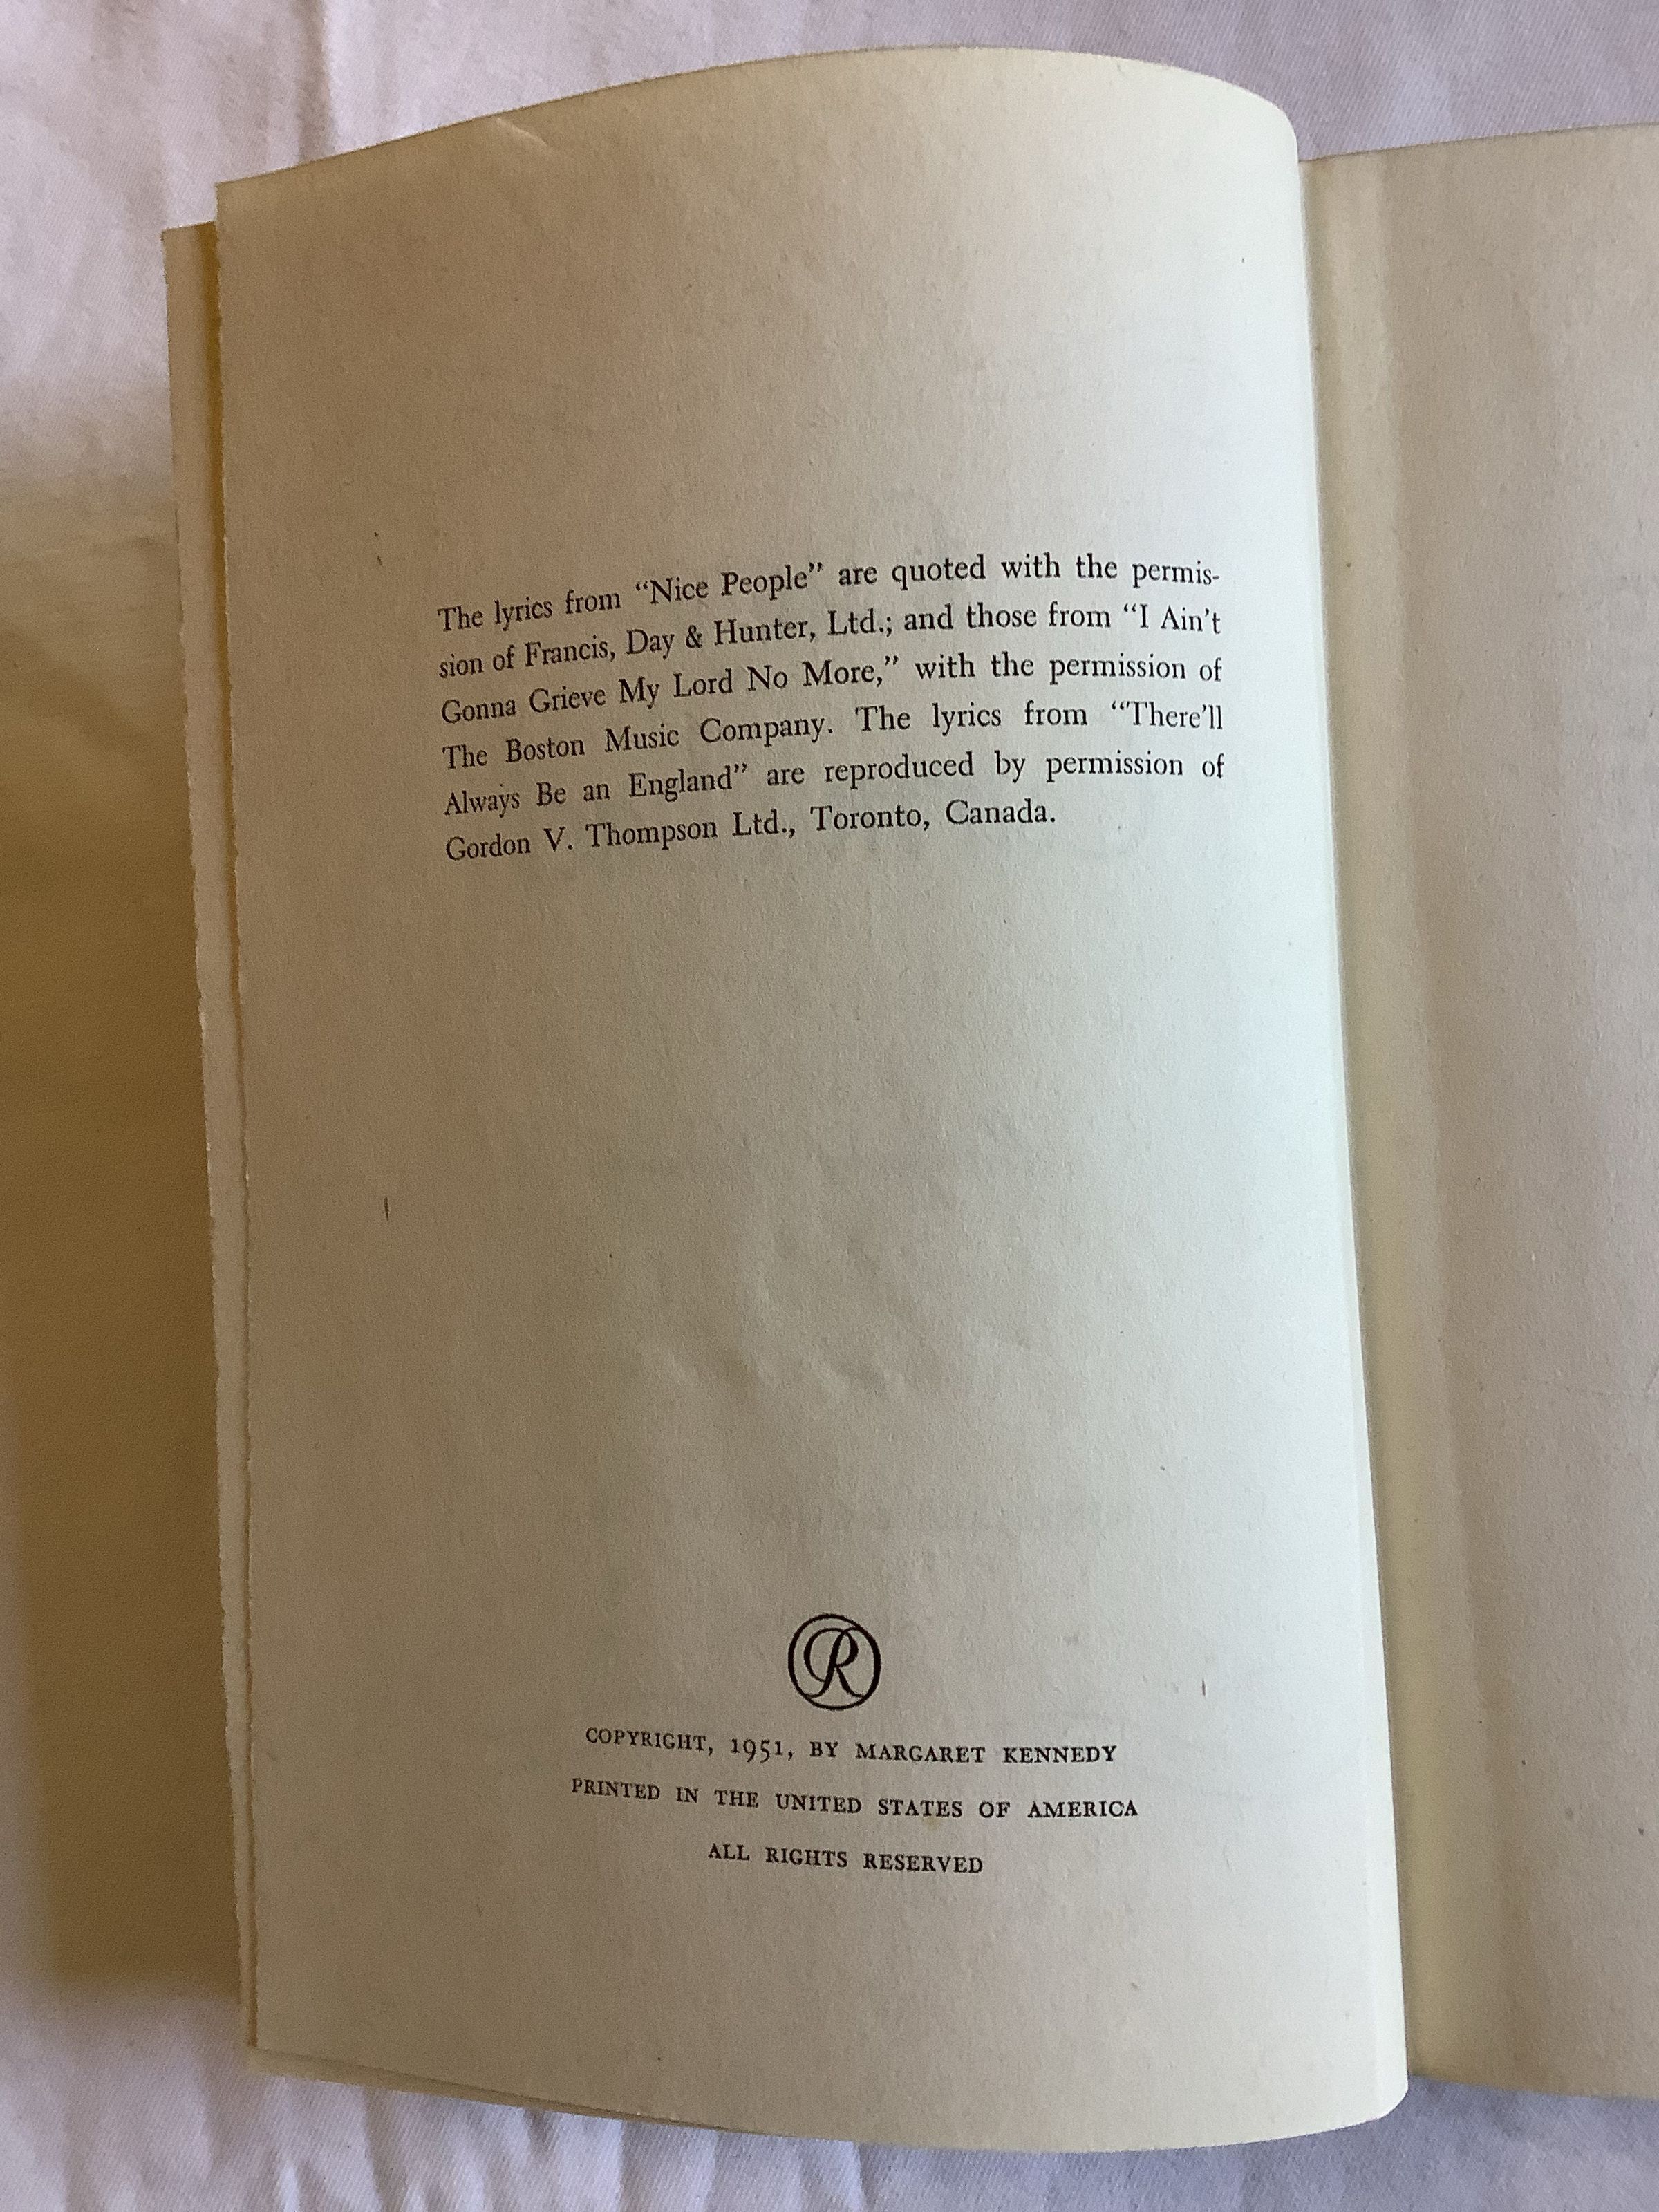 The lyrics from “Nice People” are quoted with the permis-
sion of Francis, Day & Hunter, Ltd.; and those from “I Ain’t
Gonna Grieve My Lord No More,” with the permission of
The Boston Music Company. The lyrics from “There’ll
Always Be an England” are reproduced by permission of
Gordon V. Thompson Ltd., Toronto, Canada.
R
COPYRIGHT, 1951, BY MARGARET KENNEDY
PRINTED IN THE UNITED STATES OF AMERICA
ALL RIGHTS RESERVED